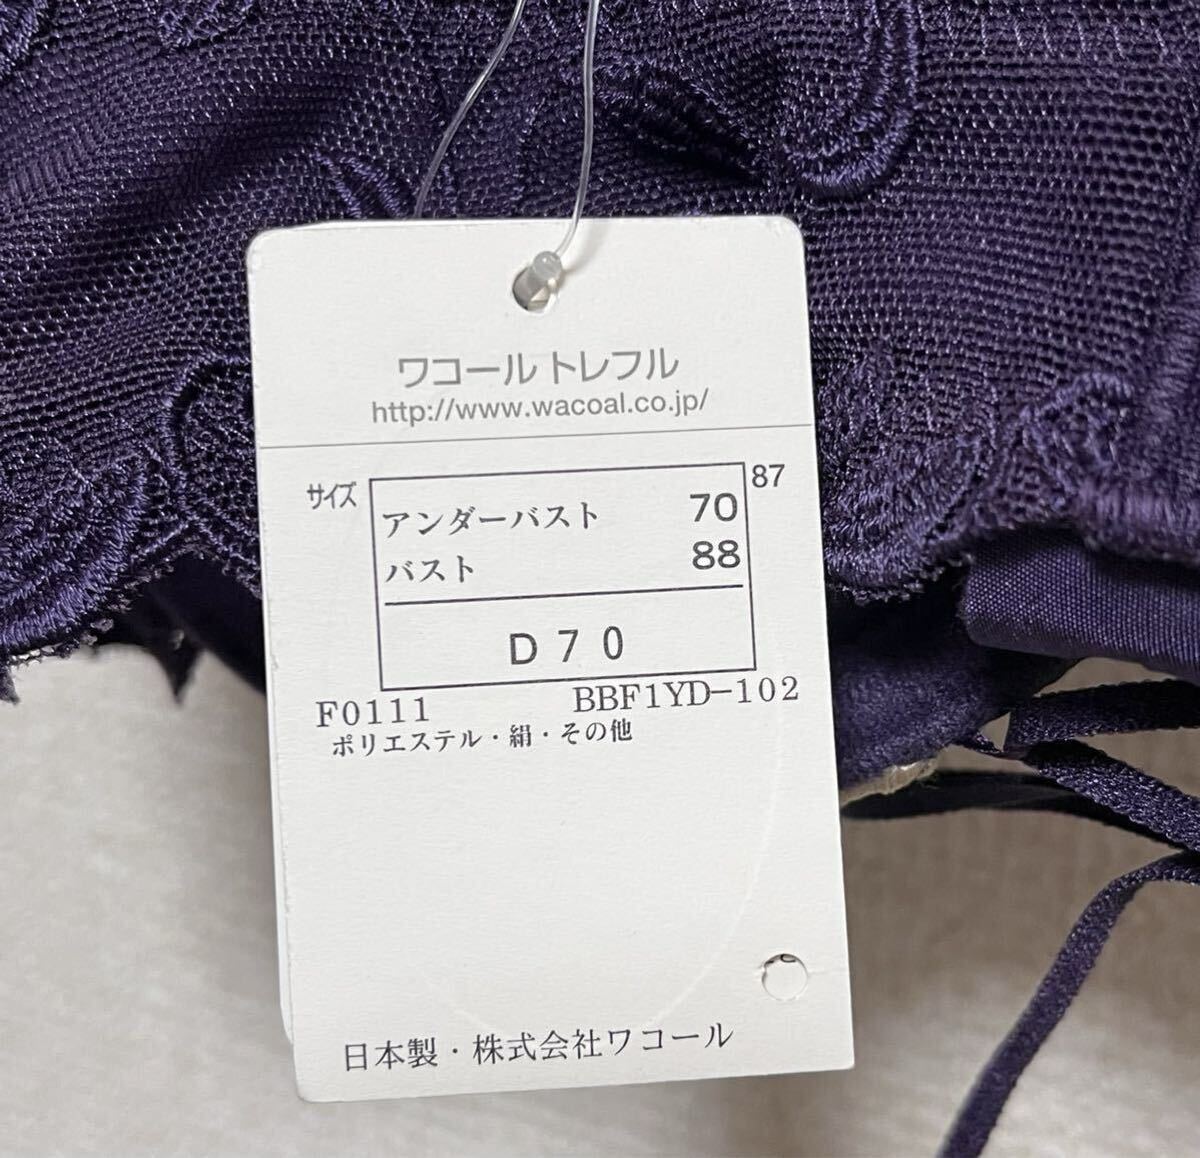 ワコール トレフル
http://www.wacoal.co.jp/
サイズ 87
アンダーバスト 70
バスト 88
D70
F0111 BBF1YD-102
ポリエステル・絹・その他
日本製・株式会社ワコール